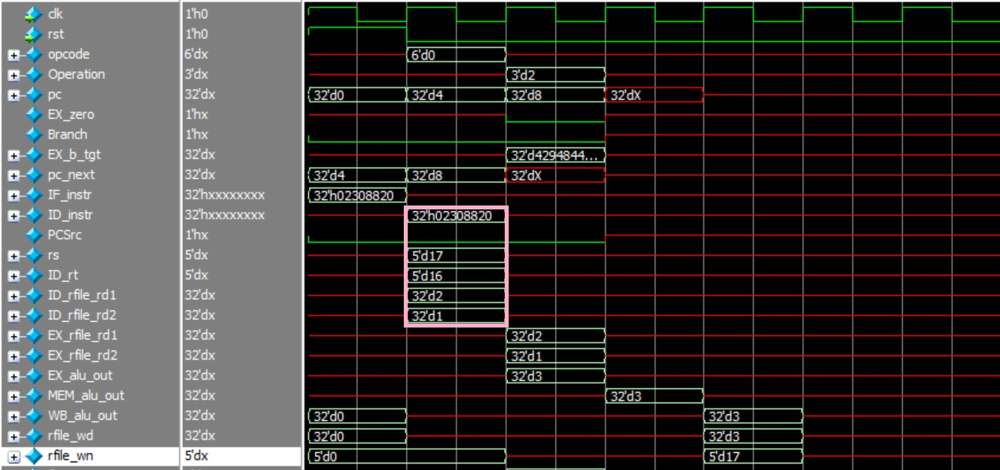 clk 1'h0
rst 1'h0
opcode 6'dx 6'd0
Operation 3'dx 3'd2
pc 32'dx 32'd0 32'd4 32'd8 32'dX
EX_zero 1'hx
Branch 1'hx
EX_b_tgt 32'dx 32'd4294844...
pc_next 32'dx 32'd4 32'd8 32'dX
IF_instr 32'hxxxxxxxx 32'h02308820
ID_instr 32'hxxxxxxxx 32'h02308820
PCSrc 1'hx
rs 5'dx 5'd17
ID_rt 5'dx 5'd16
ID_rfile_rd1 32'dx 32'd2
ID_rfile_rd2 32'dx 32'd1
EX_rfile_rd1 32'dx 32'd2
EX_rfile_rd2 32'dx 32'd1
EX_alu_out 32'dx 32'd3
MEM_alu_out 32'dx 32'd3
WB_alu_out 32'dx 32'd0 32'd3
rfile_wd 32'dx 32'd0 32'd3
rfile_wn 5'dx 5'd0 5'd17